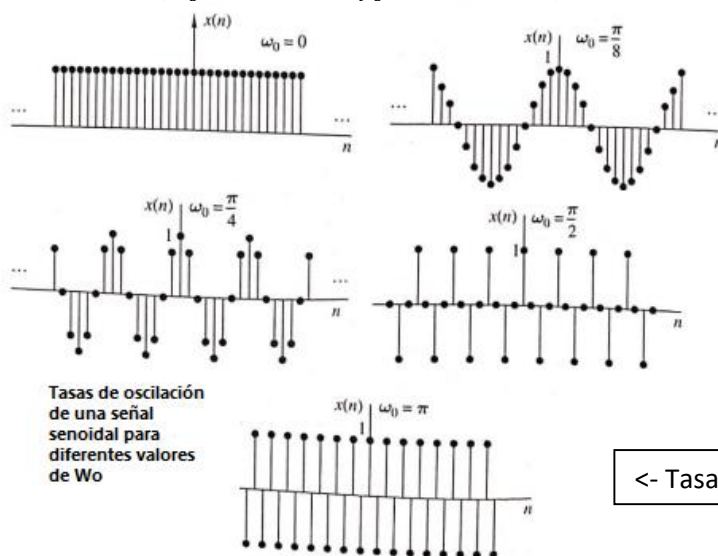 x(n) ω₀ = 0
... ...
n
x(n) ω₀ = π/8
1
... ...
n
x(n) ω₀ = π/4
1
... ...
n
x(n) ω₀ = π/2
1
n
Tasas de oscilación
de una señal
senoidal para
diferentes valores
de Wo
x(n) ω₀ = π
1
n
<- Tasa